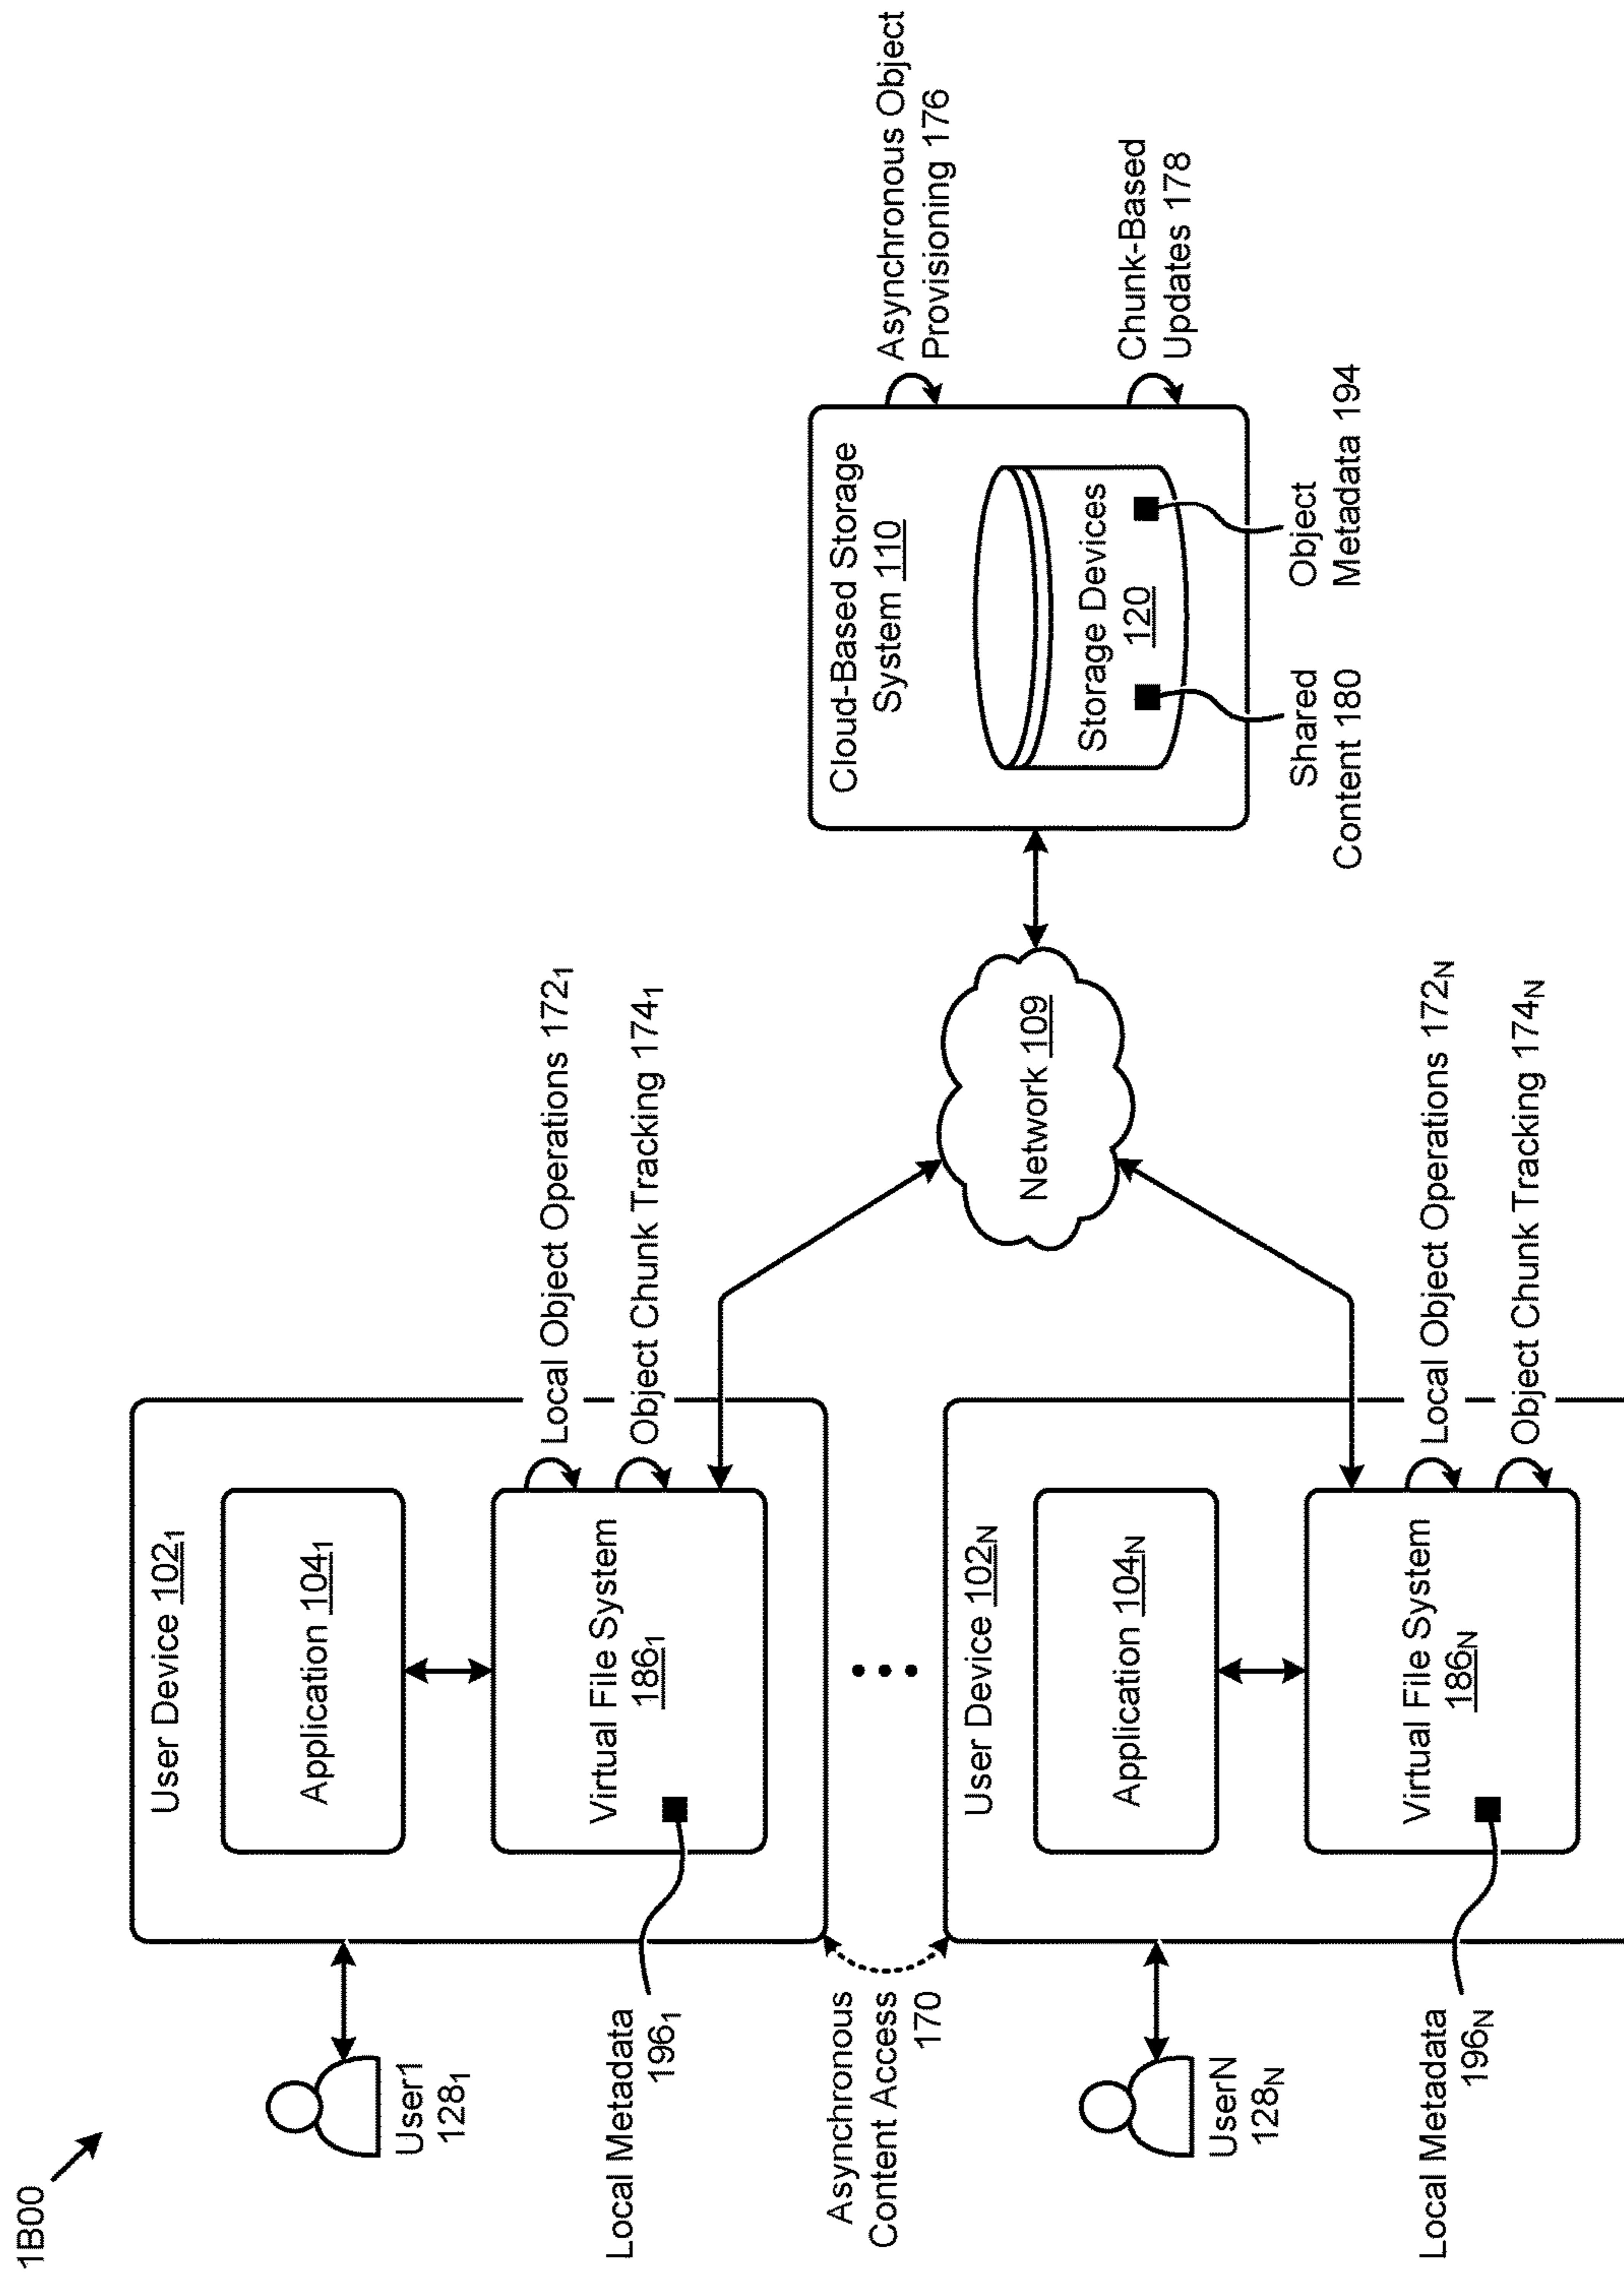 1B00
User1
128₁
User Device 102₁
Application 104₁
Virtual File System
186₁
Local Metadata
196₁
Local Object Operations 172₁
Object Chunk Tracking 174₁
Asynchronous
Content Access
170
UserN
128N
User Device 102N
Application 104N
Virtual File System
186N
Local Metadata
196N
Local Object Operations 172N
Object Chunk Tracking 174N
Network 109
Cloud-Based Storage
System 110
Storage Devices
120
Shared
Content 180
Object
Metadata 194
Asynchronous Object
Provisioning 176
Chunk-Based
Updates 178